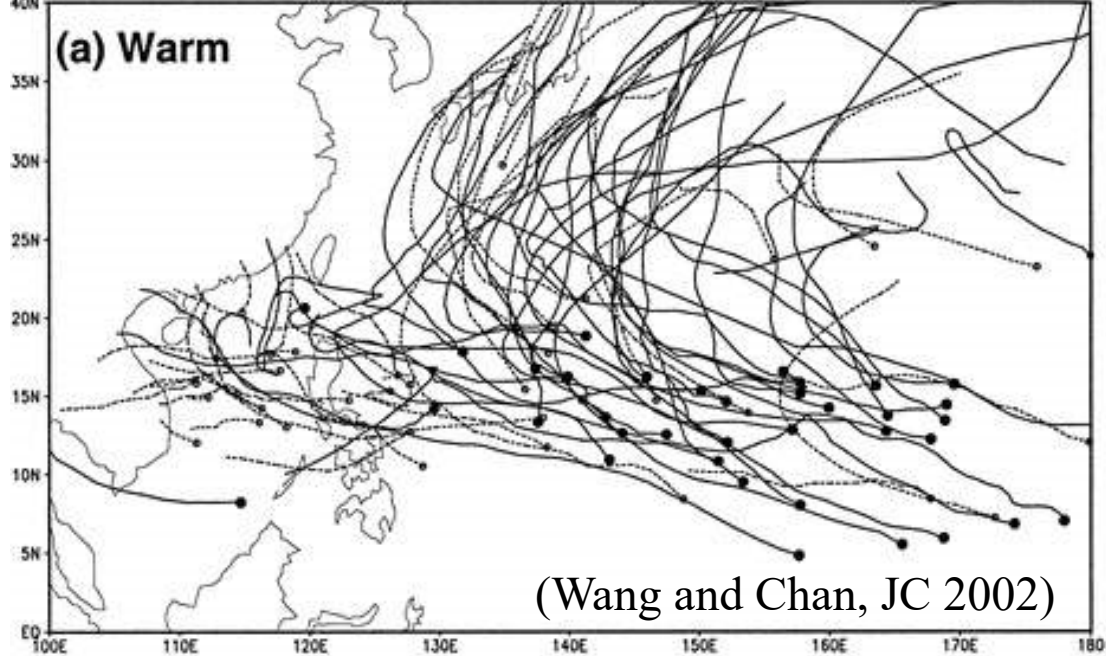 40N
(a) Warm
35N
30N
25N
20N
15N
10N
5N
(Wang and Chan, JC 2002)
EQ
100E 110E 120E 130E 140E 150E 160E 170E 180